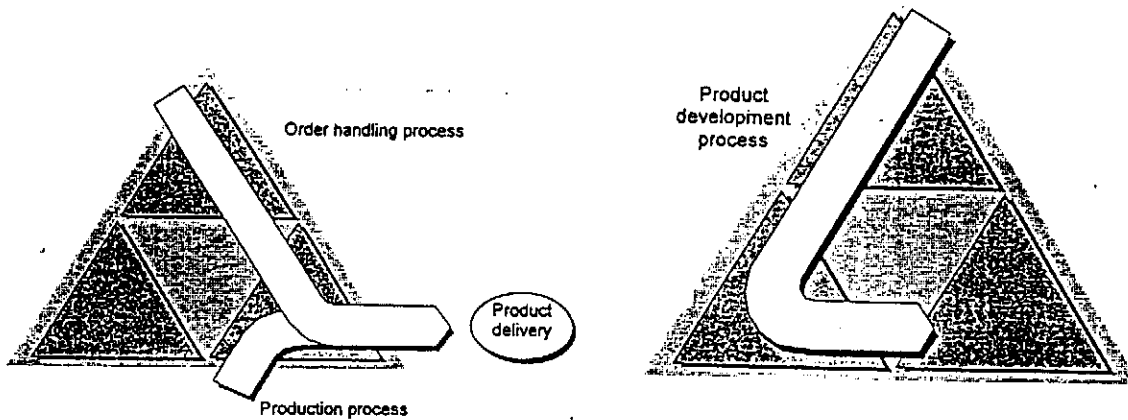 Order handling process
Product
delivery
Production process
Product
development
process